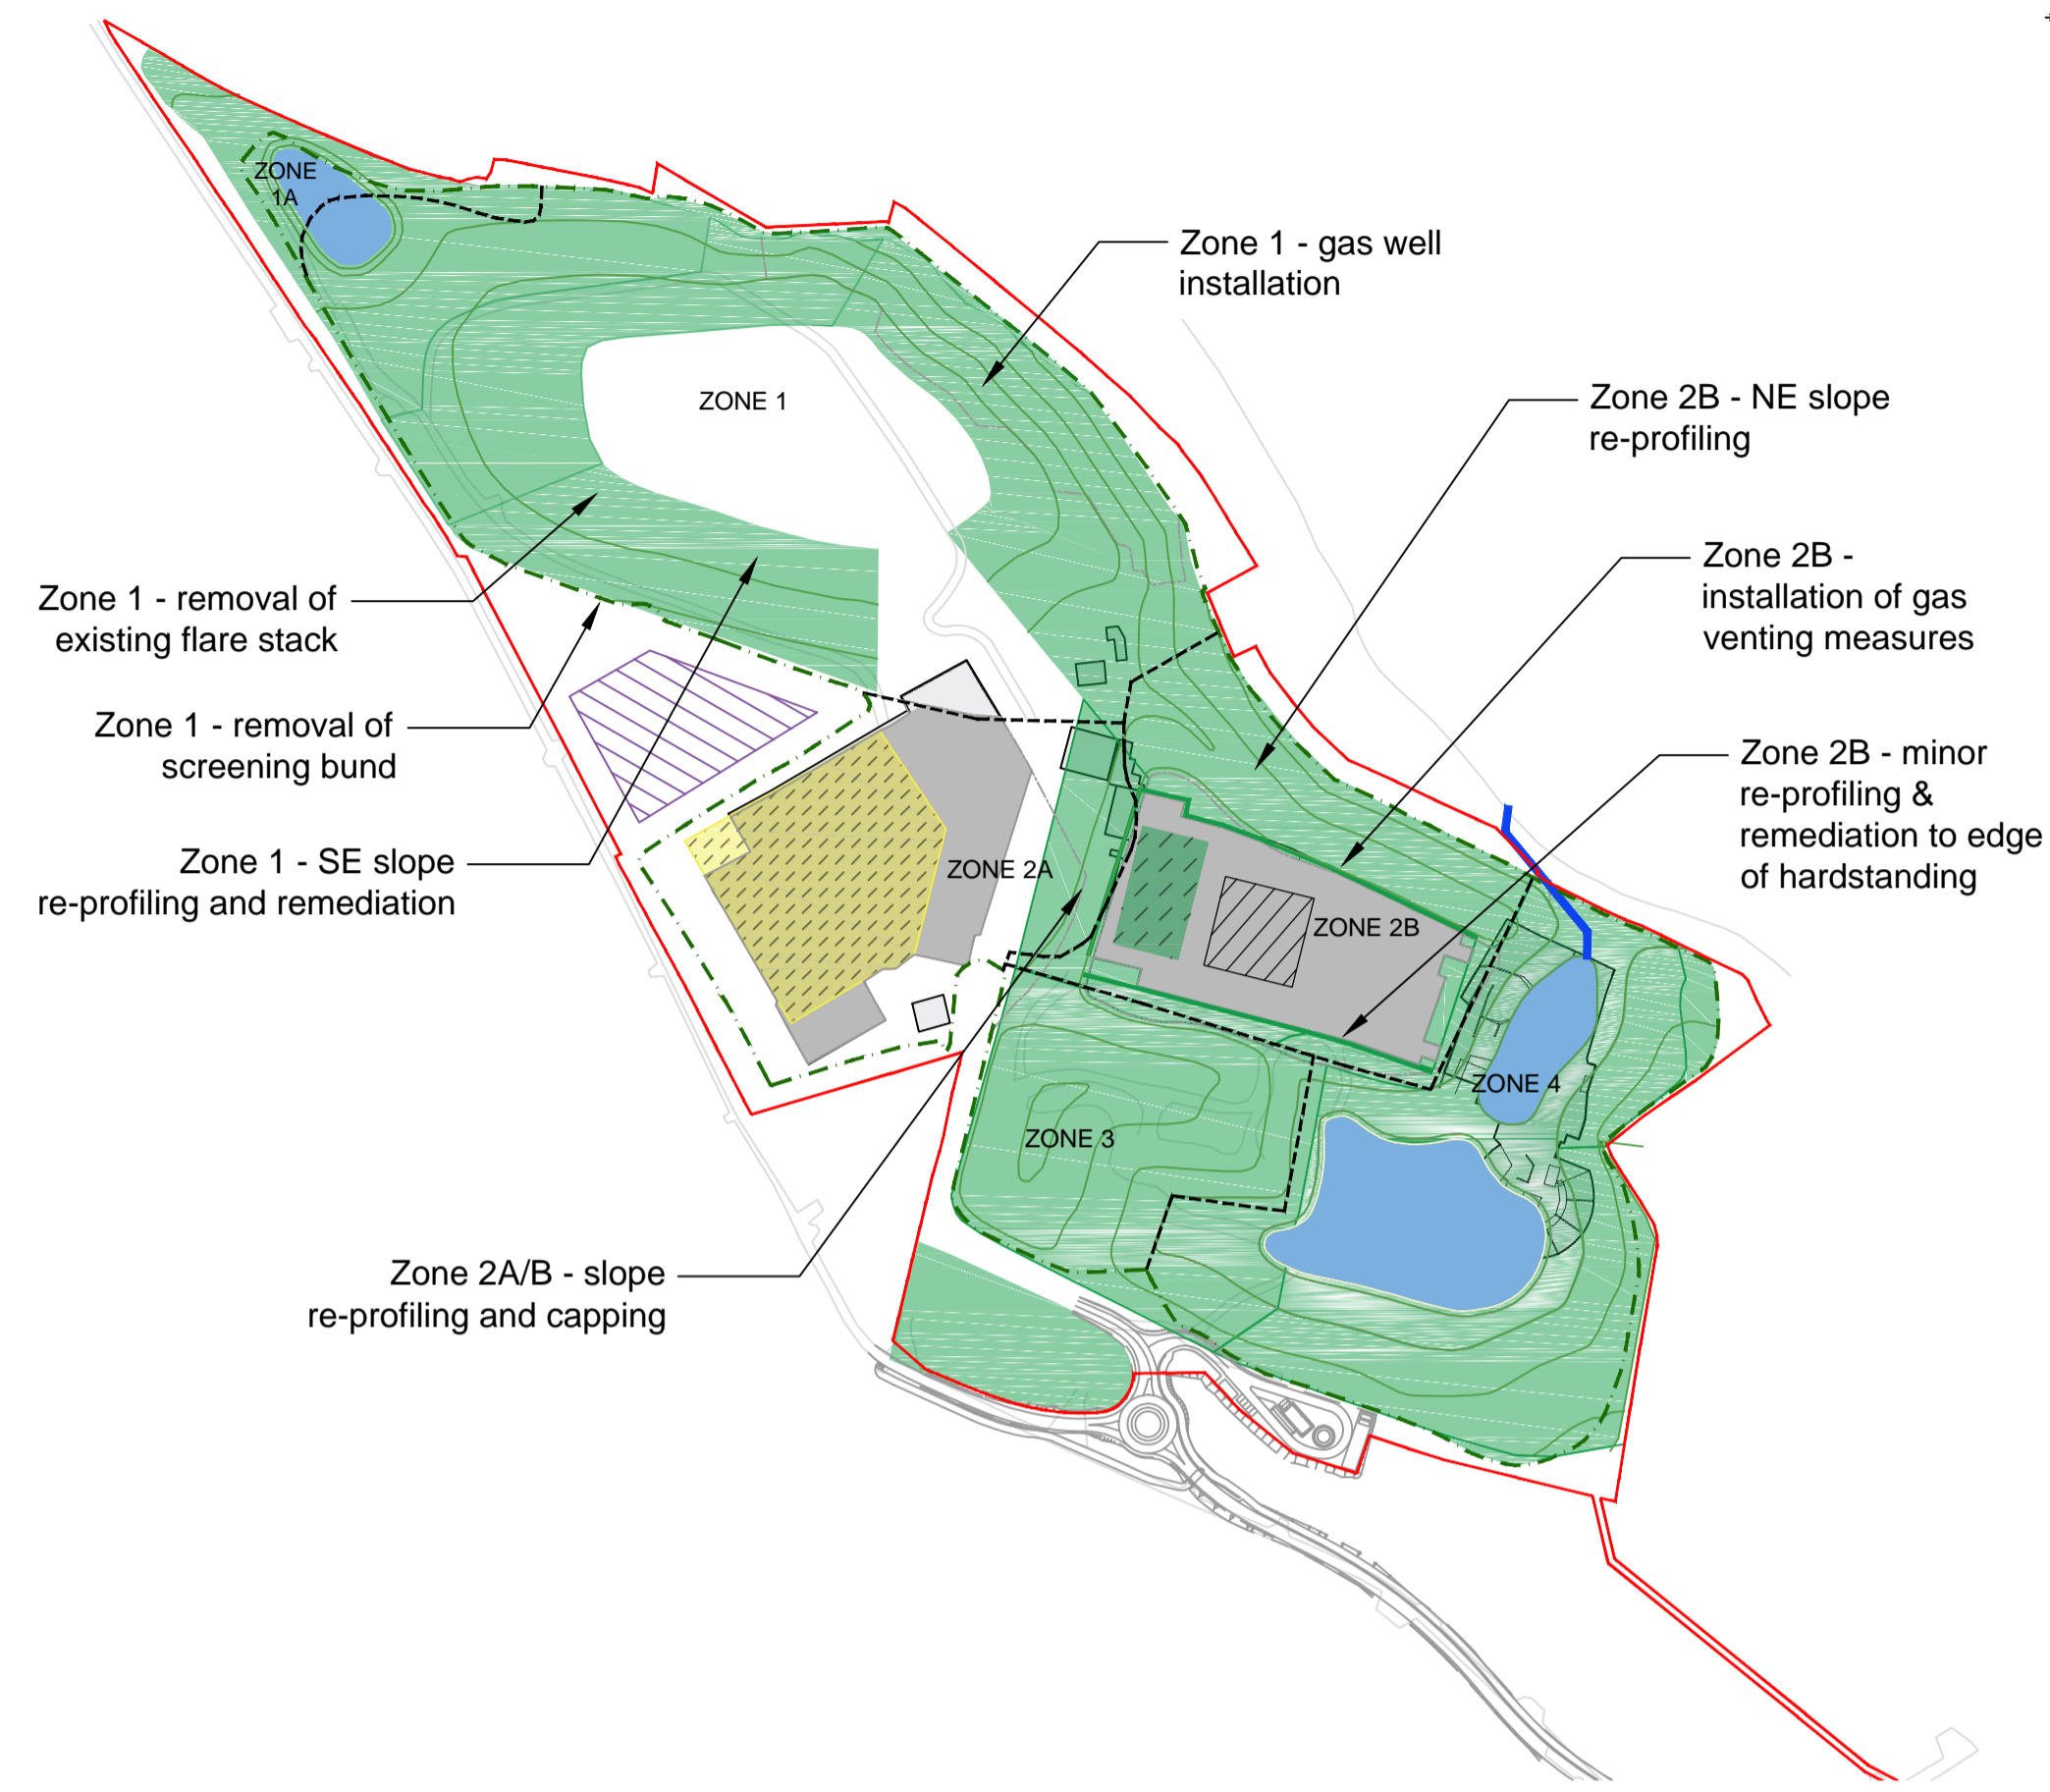 ZONE
1A
Zone 1 - gas well
installation
ZONE 1
Zone 2B - NE slope
re-profiling
Zone 2B -
installation of gas
venting measures
Zone 1 - removal of
existing flare stack
Zone 1 - removal of
screening bund
Zone 2B - minor
re-profiling &
remediation to edge
of hardstanding
Zone 1 - SE slope
re-profiling and remediation
ZONE 2A
ZONE 2B
ZONE 4
ZONE 3
Zone 2A/B - slope
re-profiling and capping